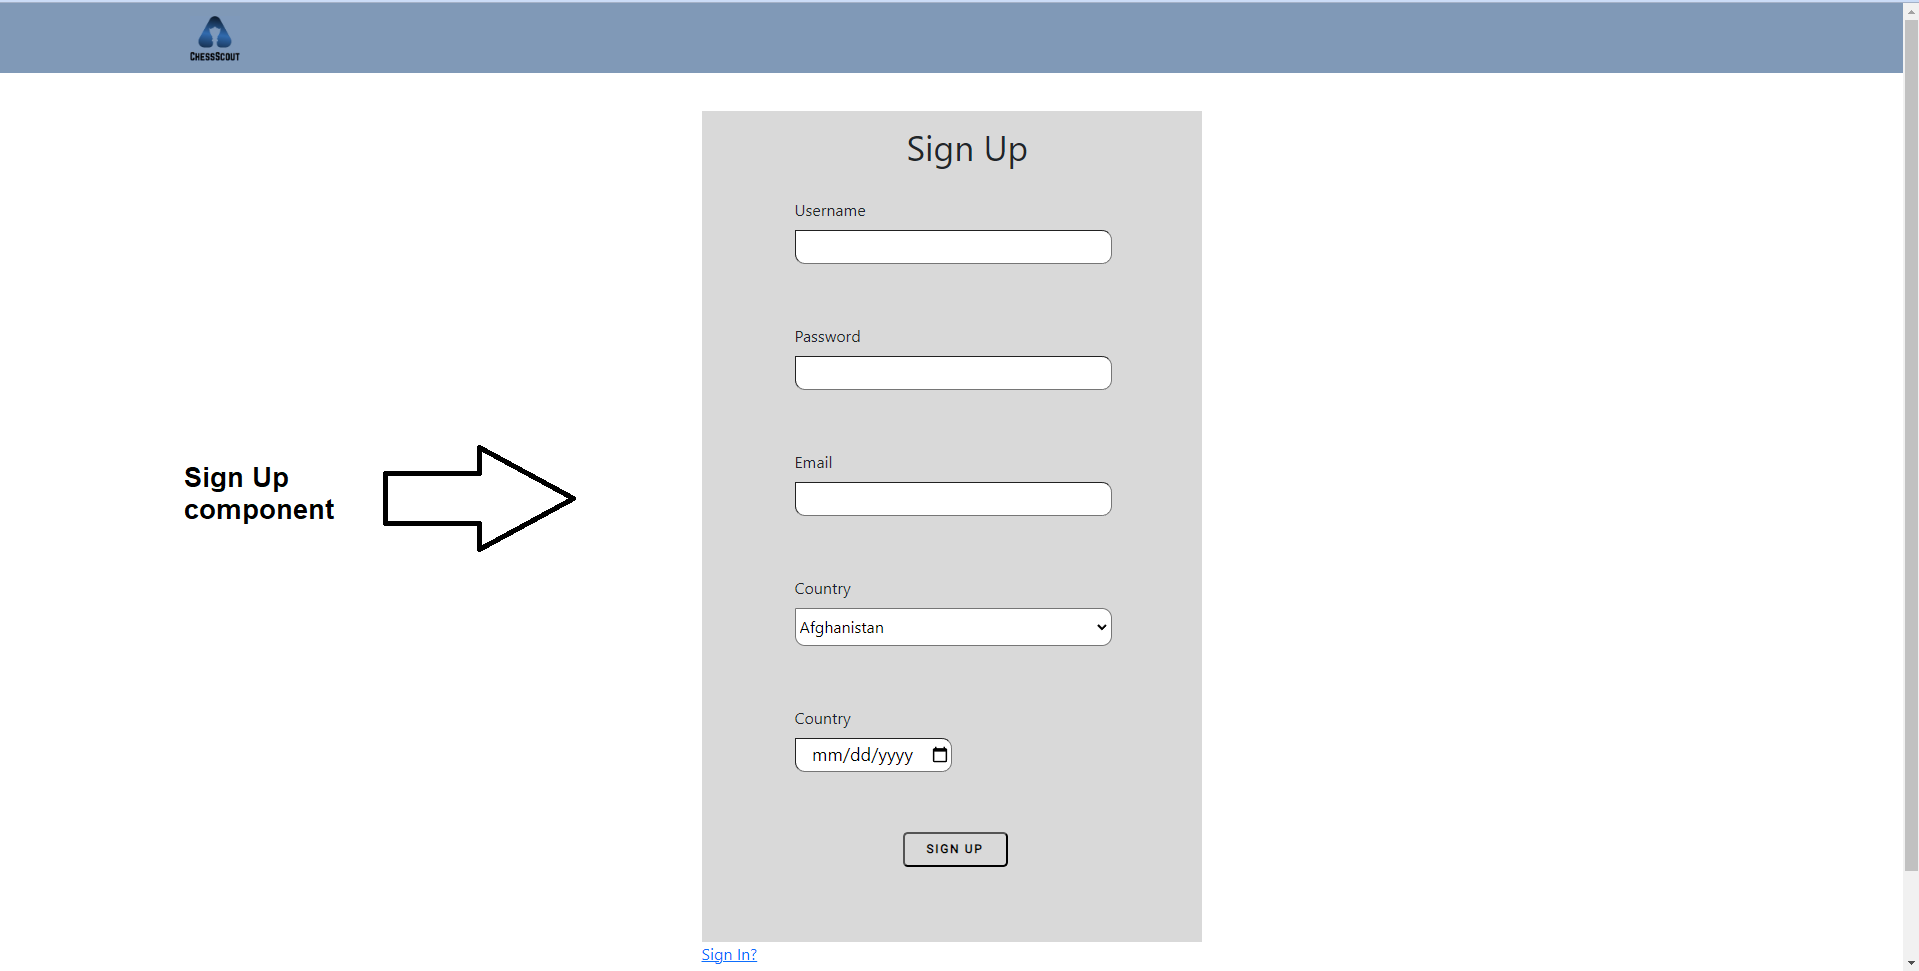 ChessScout
Sign Up
Username
Password
Email
Sign Up
component
Country
Afghanistan
Country
mm/dd/yyyy
SIGN UP
Sign In?